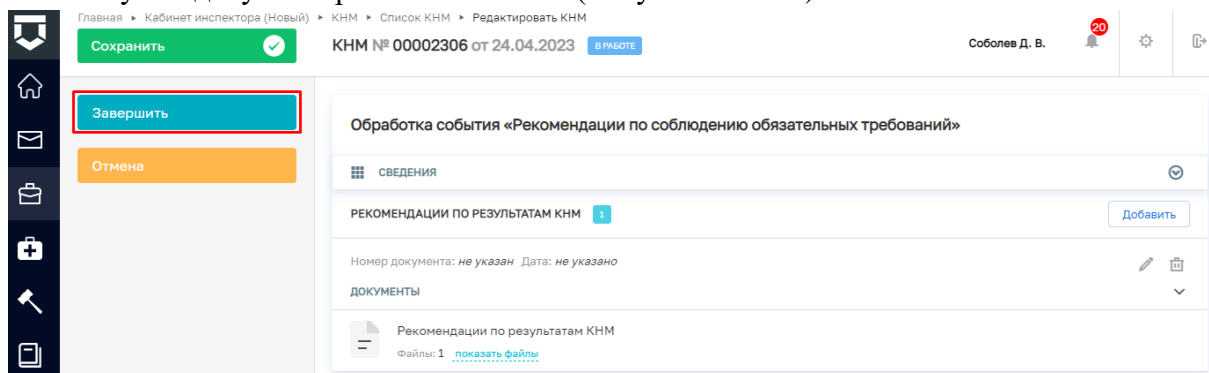 Главная ▸ Кабинет инспектора (Новый) ▸ КНМ ▸ Список КНМ ▸ Редактировать КНМ
Сохранить
КНМ № 00002306 от 24.04.2023 В РАБОТЕ
Соболев Д. В.
20
Завершить
Отмена
Обработка события «Рекомендации по соблюдению обязательных требований»
СВЕДЕНИЯ
РЕКОМЕНДАЦИИ ПО РЕЗУЛЬТАТАМ КНМ 1
Добавить
Номер документа: не указан Дата: не указано
ДОКУМЕНТЫ
Рекомендации по результатам КНМ
Файлы: 1 показать файлы